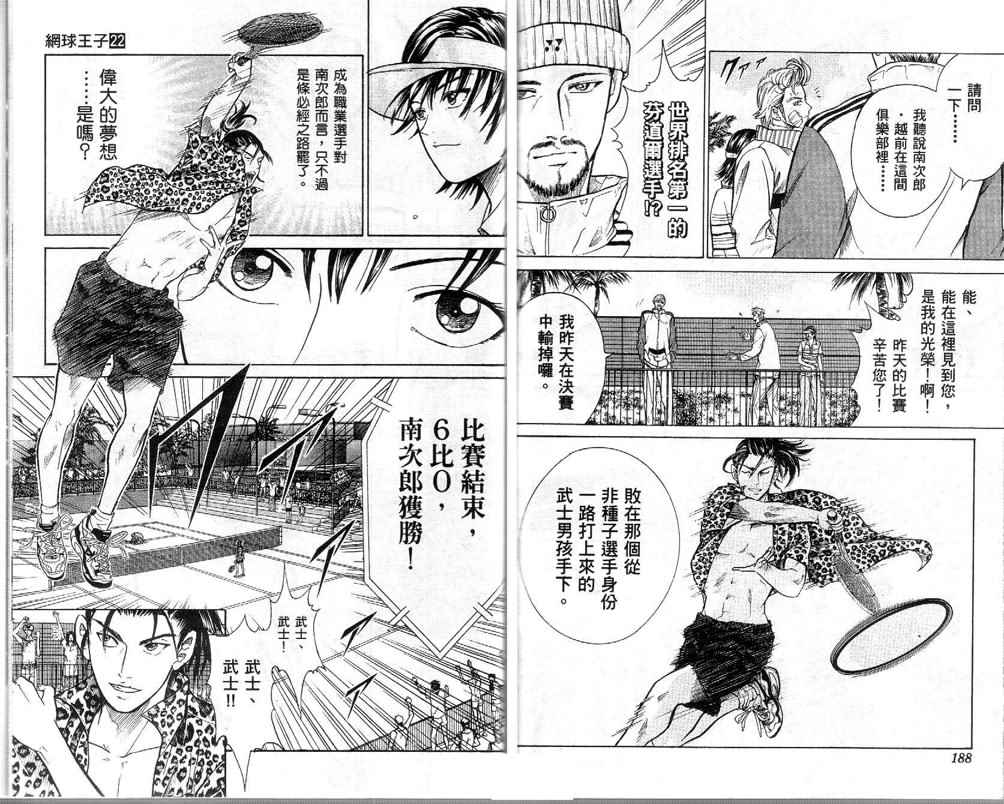 請問
一下……
我聽說南次郎
・越前在這間
俱樂部裡……
クァアァ
世界排名第一的
芬道爾選手!?
能、
能在這裡見到您，
是我的光榮！啊！
昨天的比賽
辛苦您了！
我昨天在決賽
中輸掉囉。
敗在那個從
非種子選手身份
一路打上來的
武士男孩手下。
188
網球王子22
成為職業選手對
南次郎而言，只不過
是條必經之路罷了。
偉大的夢想
……是嗎？
比賽結束，
6比0，
南次郎獲勝！
武士、
武士！
武士、
武士!!